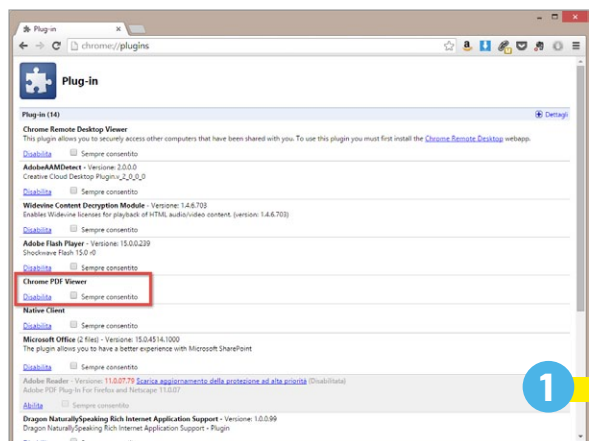 Plug-in
chrome://plugins
Plug-in
Plug-in (14)
Dettagli
Chrome Remote Desktop Viewer
This plugin allows you to securely access other computers that have been shared with you. To use this plugin you must first install the Chrome Remote Desktop webapp.
Disabilita Sempre consentito
AdobeAAMDetect - Versione: 2.0.0.0
Creative Cloud Desktop Plugin:v_2_0_0_0
Disabilita Sempre consentito
Widevine Content Decryption Module - Versione: 1.4.6.703
Enables Widevine licenses for playback of HTML audio/video content. (version: 1.4.6.703)
Disabilita Sempre consentito
Adobe Flash Player - Versione: 15.0.0.239
Shockwave Flash 15.0 r0
Disabilita Sempre consentito
Chrome PDF Viewer
Disabilita Sempre consentito
Native Client
Disabilita Sempre consentito
Microsoft Office (2 files) - Versione: 15.0.4514.1000
The plugin allows you to have a better experience with Microsoft SharePoint
Disabilita Sempre consentito
Adobe Reader - Versione: 11.0.07.79 Scarica aggiornamento della protezione ad alta priorità (Disabilitata)
Adobe PDF Plug-In For Firefox and Netscape 11.0.07
Abilita Sempre consentito
Dragon NaturallySpeaking Rich Internet Application Support - Versione: 1.0.0.99
Dragon NaturallySpeaking Rich Internet Application Support - Plugin
1